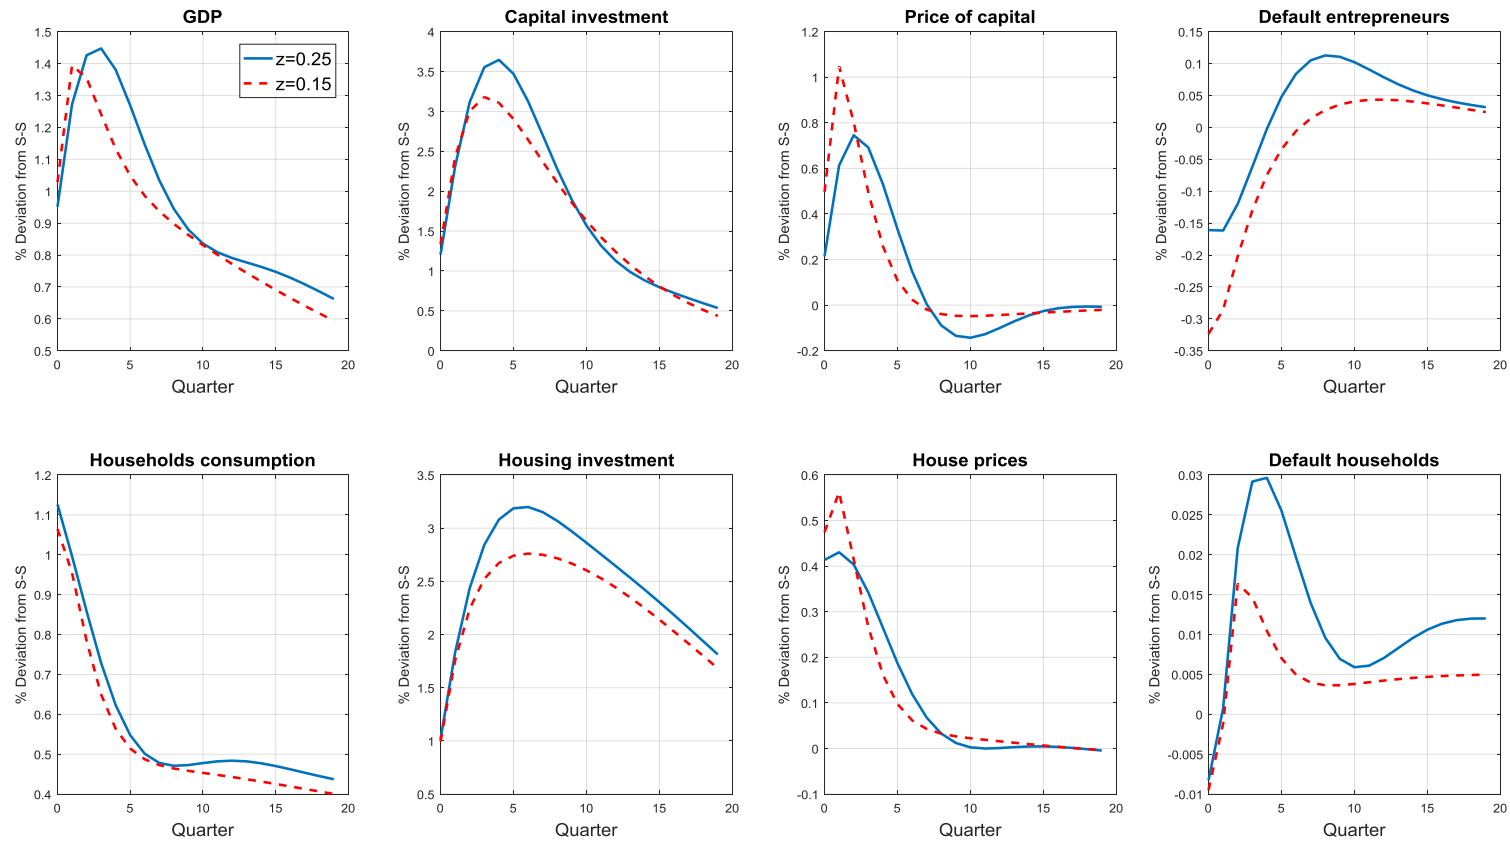 GDP
Capital investment
Price of capital
Default entrepreneurs
% Deviation from S-S
1.5
1.4
1.3
1.2
1.1
1
0.9
0.8
0.7
0.6
0.5
z=0.25
z=0.15
0 5 10 15 20
Quarter
% Deviation from S-S
4
3.5
3
2.5
2
1.5
1
0.5
0
0 5 10 15 20
Quarter
% Deviation from S-S
1.2
1
0.8
0.6
0.4
0.2
0
-0.2
0 5 10 15 20
Quarter
% Deviation from S-S
0.15
0.1
0.05
0
-0.05
-0.1
-0.15
-0.2
-0.25
-0.3
-0.35
0 5 10 15 20
Quarter
Households consumption
Housing investment
House prices
Default households
% Deviation from S-S
1.2
1.1
1
0.9
0.8
0.7
0.6
0.5
0.4
0 5 10 15 20
Quarter
% Deviation from S-S
3.5
3
2.5
2
1.5
1
0.5
0 5 10 15 20
Quarter
% Deviation from S-S
0.6
0.5
0.4
0.3
0.2
0.1
0
-0.1
0 5 10 15 20
Quarter
% Deviation from S-S
0.03
0.025
0.02
0.015
0.01
0.005
0
-0.005
-0.01
0 5 10 15 20
Quarter